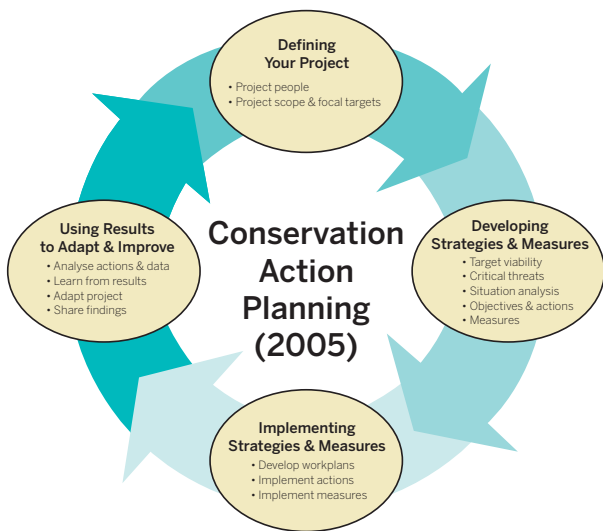 Defining
Your Project
• Project people
• Project scope & focal targets
Developing
Strategies & Measures
• Target viability
• Critical threats
• Situation analysis
• Objectives & actions
• Measures
Implementing
Strategies & Measures
• Develop workplans
• Implement actions
• Implement measures
Using Results
to Adapt & Improve
• Analyse actions & data
• Learn from results
• Adapt project
• Share findings
Conservation
Action
Planning
(2005)